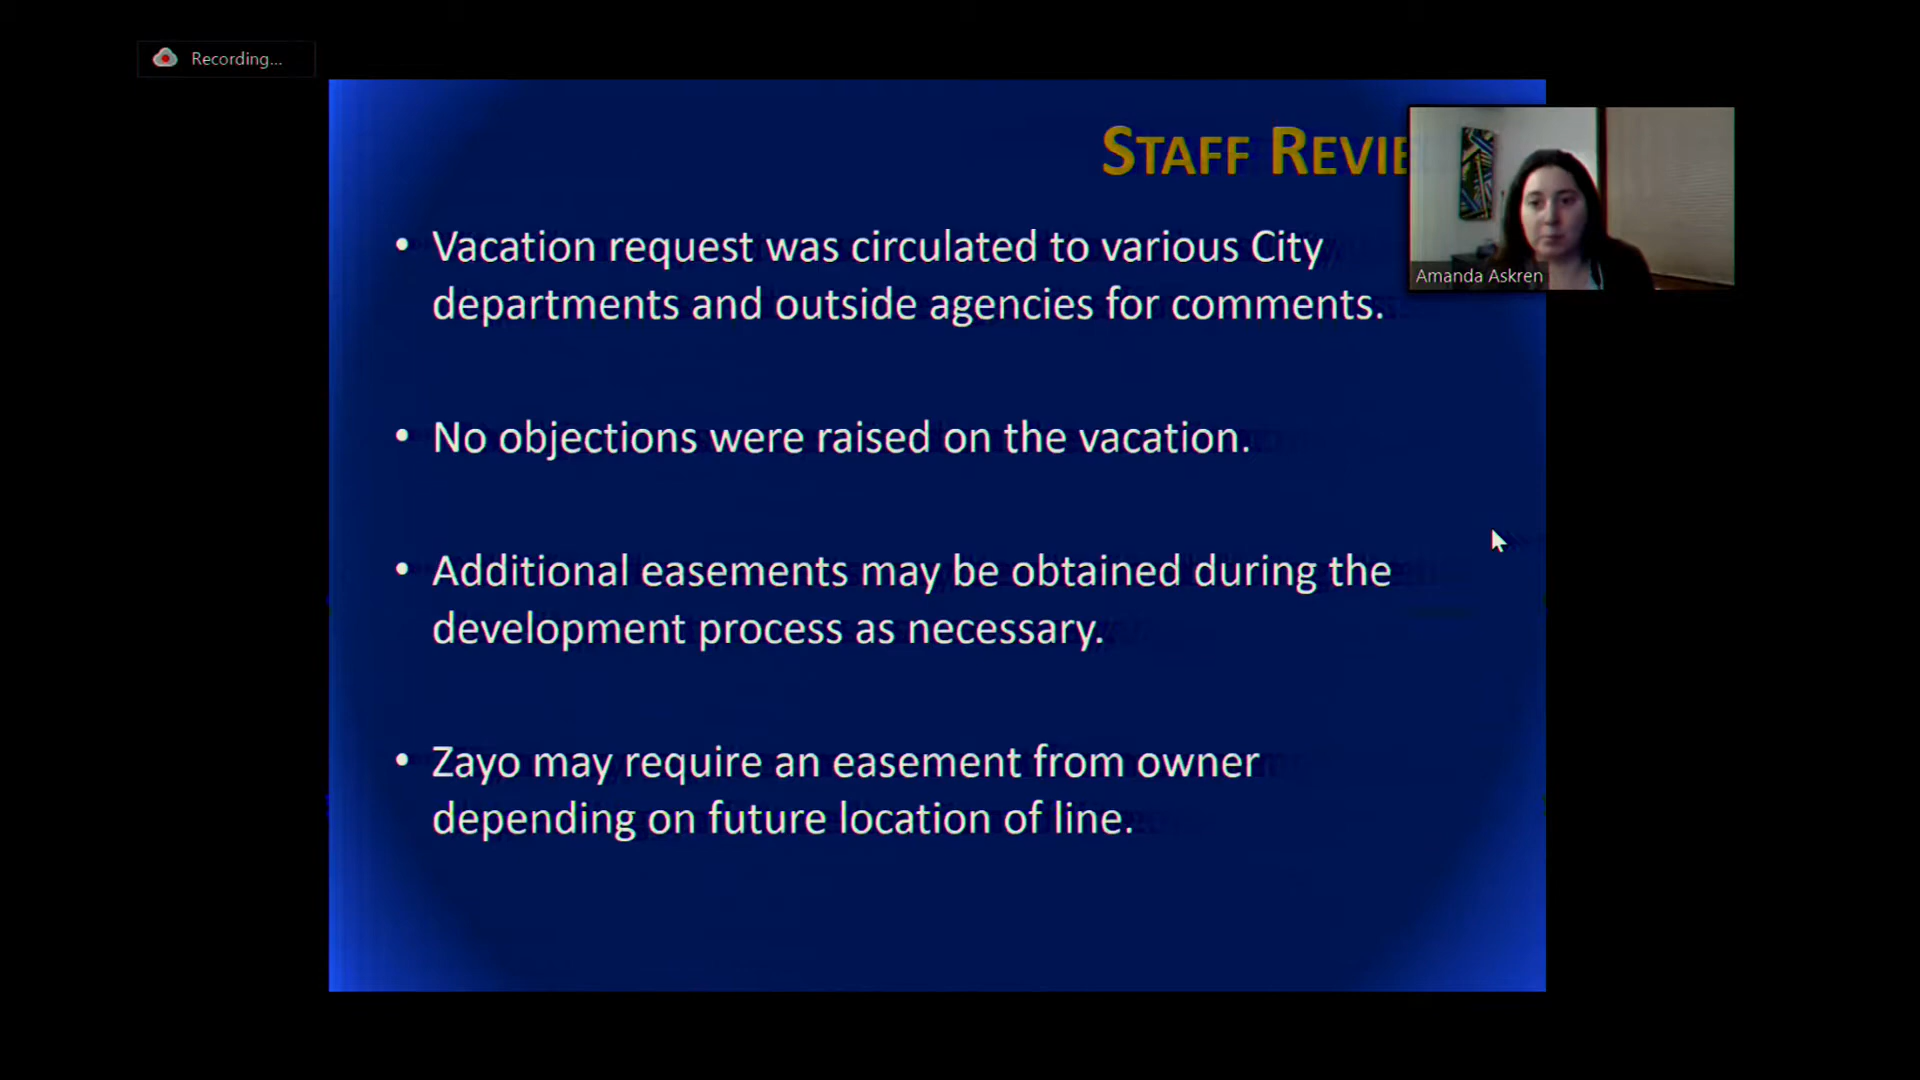 Recording...
STAFF REVIE
• Vacation request was circulated to various City
departments and outside agencies for comments.
• No objections were raised on the vacation.
• Additional easements may be obtained during the
development process as necessary.
• Zayo may require an easement from owner
depending on future location of line.
Amanda Askren